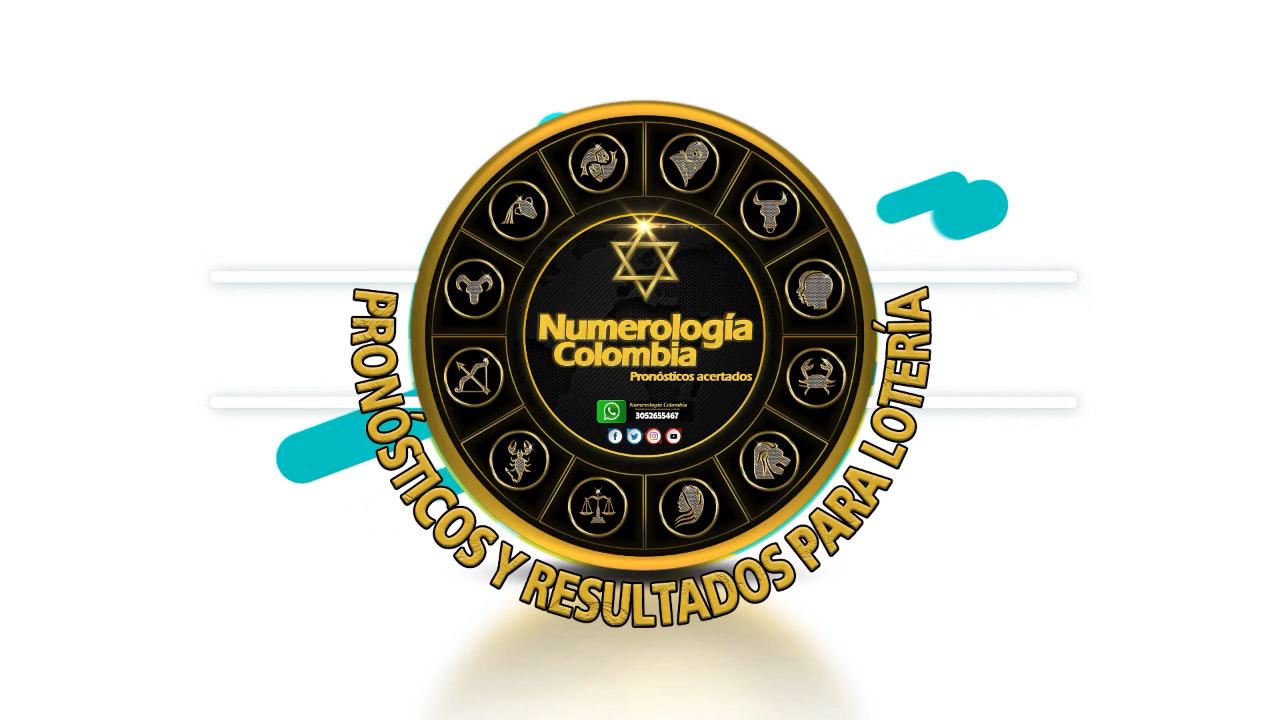 Numerología
Colombia
Pronósticos acertados
Numerología Colombia
3052655467
PRONÓSTICOS Y RESULTADOS PARA LOTERÍA